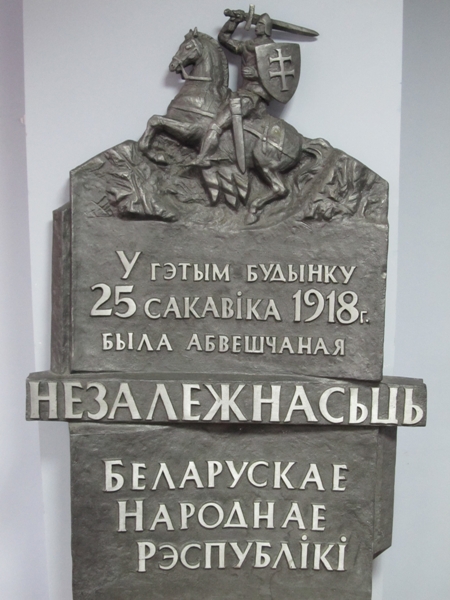 У ГЭТЫМ БУДЫНКУ
25 САКАВІКА 1918 г.
БЫЛА АБВЕШЧАНАЯ
НЕЗАЛЕЖНАСЬЦЬ
БЕЛАРУСКАЕ
НАРОДНАЕ
РЭСПУБЛІКІ